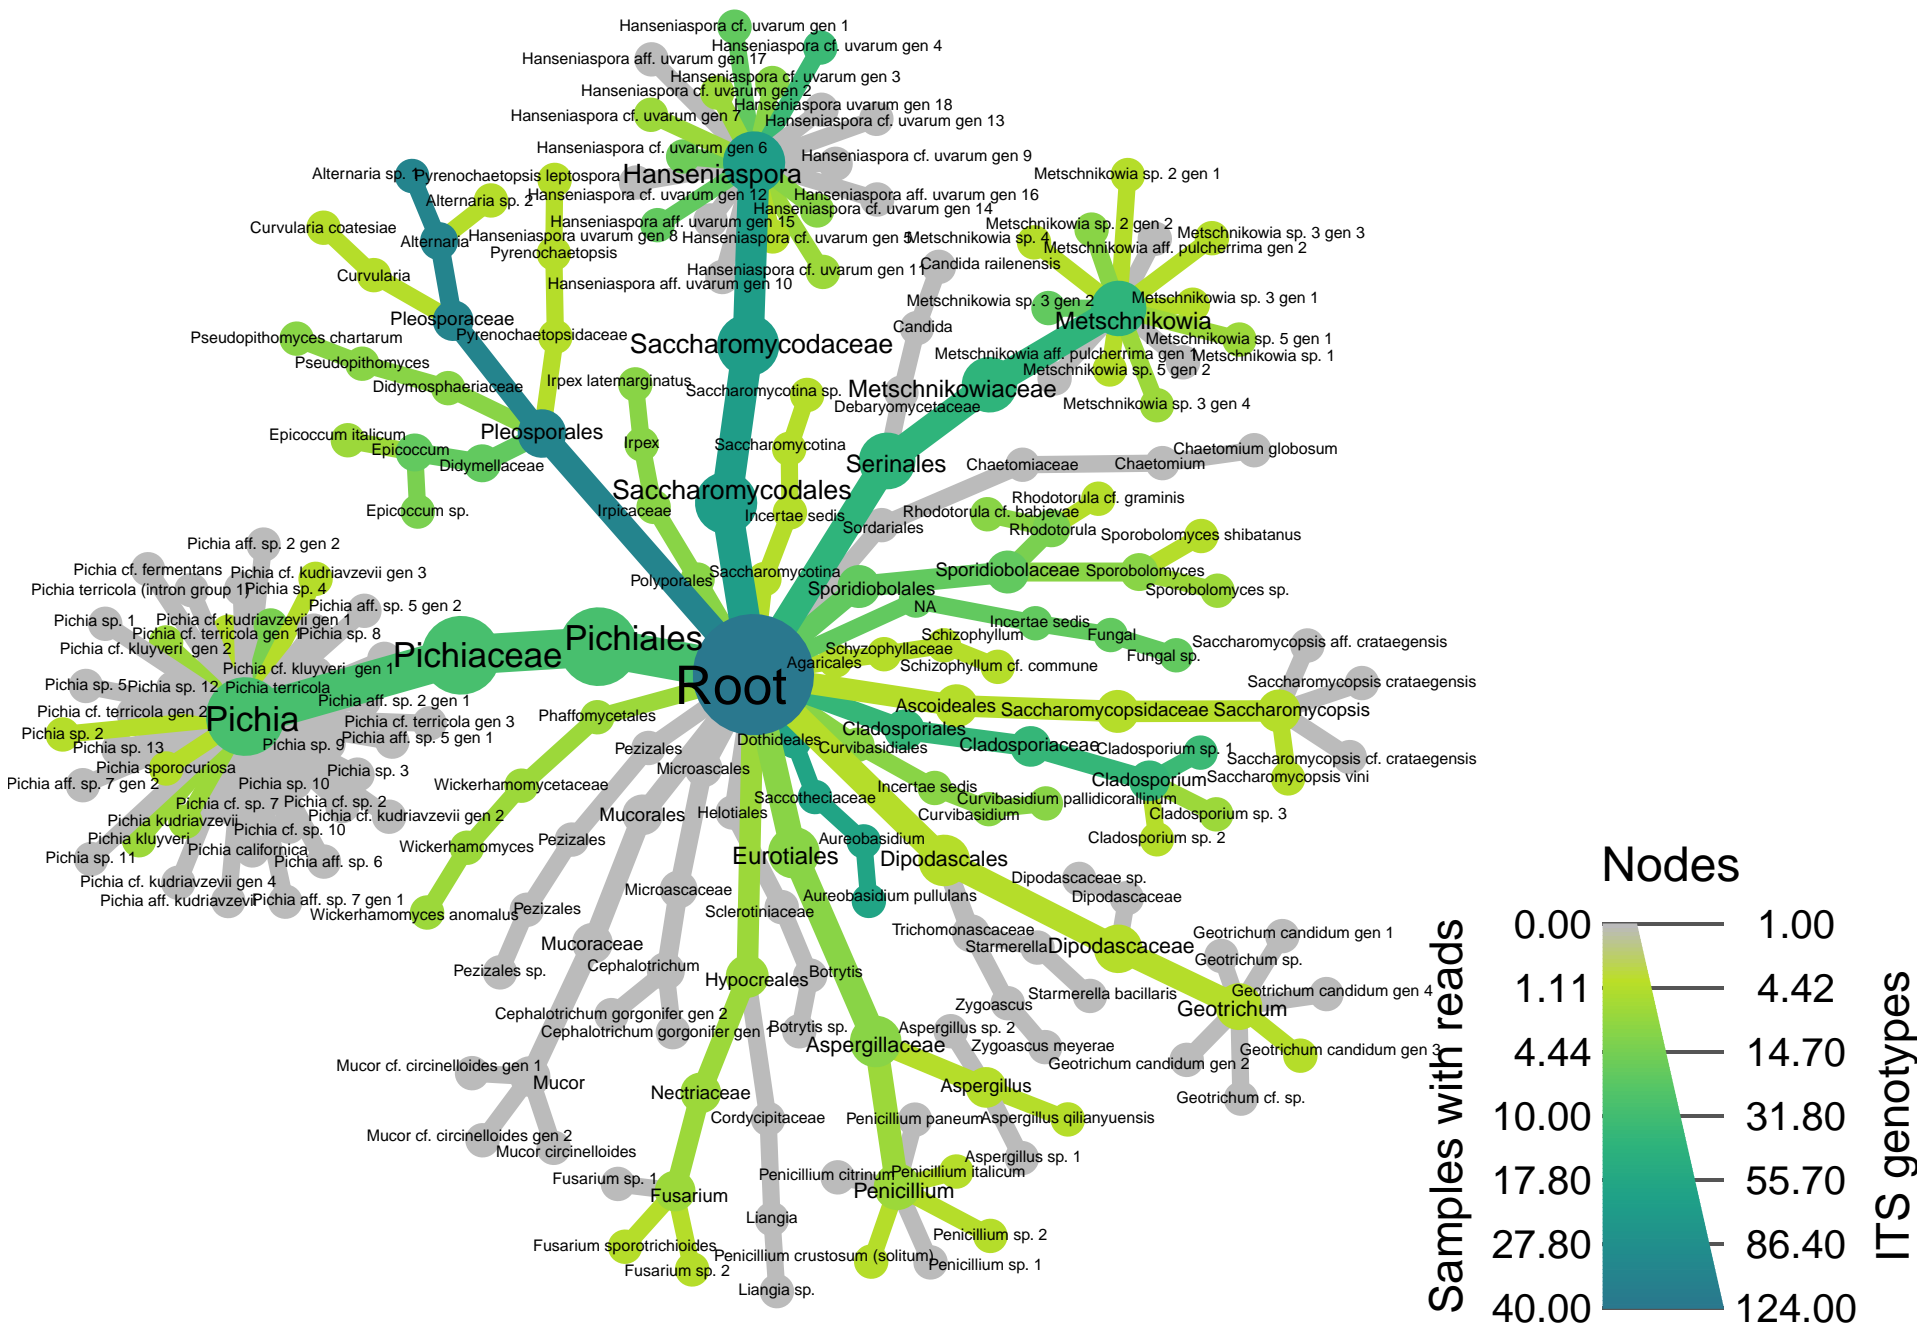 Hanseniaspora cf. uvarum gen 1
Hanseniaspora cf. uvarum gen 4
Hanseniaspora aff. uvarum gen 17
Hanseniaspora cf. uvarum gen 3
Hanseniaspora cf. uvarum gen 2
Hanseniaspora uvarum gen 18
Hanseniaspora cf. uvarum gen 7
Hanseniaspora cf. uvarum gen 13
Hanseniaspora cf. uvarum gen 6
Hanseniaspora cf. uvarum gen 9
Hanseniaspora
Hanseniaspora cf. uvarum gen 12
Hanseniaspora aff. uvarum gen 16
Hanseniaspora cf. uvarum gen 14
Hanseniaspora aff. uvarum gen 15
Hanseniaspora uvarum gen 8
Hanseniaspora cf. uvarum gen 5
Hanseniaspora cf. uvarum gen 11
Hanseniaspora aff. uvarum gen 10
Alternaria sp. 1
Pyrenochaetopsis leptospora
Alternaria sp. 2
Curvularia coatesiae
Alternaria
Pyrenochaetopsis
Curvularia
Pleosporaceae
Pyrenochaetopsidaceae
Pseudopithomyces chartarum
Pseudopithomyces
Didymosphaeriaceae
Pleosporales
Epicoccum italicum
Epicoccum
Didymellaceae
Epicoccum sp.
Irpex latemarginatus
Irpex
Irpicaceae
Polyporales
Saccharomycodaceae
Saccharomycodales
Saccharomycotina sp.
Saccharomycotina
Incertae sedis
Saccharomycotina
Metschnikowia sp. 2 gen 1
Metschnikowia sp. 2 gen 2
Metschnikowia sp. 3 gen 3
Metschnikowia sp. 4
Metschnikowia aff. pulcherrima gen 2
Candida railenensis
Metschnikowia sp. 3 gen 2
Metschnikowia sp. 3 gen 1
Metschnikowia
Candida
Metschnikowia sp. 5 gen 1
Metschnikowia aff. pulcherrima gen 1
Metschnikowia sp. 1
Metschnikowia sp. 5 gen 2
Metschnikowiaceae
Debaryomycetaceae
Metschnikowia sp. 3 gen 4
Serinales
Chaetomiaceae
Chaetomium
Chaetomium globosum
Sordariales
Rhodotorula cf. graminis
Rhodotorula cf. babjevae
Rhodotorula
Sporobolomyces shibatanus
Sporidiobolales
Sporidiobolaceae
Sporobolomyces
Sporobolomyces sp.
NA
Incertae sedis
Fungal
Fungal sp.
Schizophyllum
Schyzophyllaceae
Agaricales
Schizophyllum cf. commune
Saccharomycopsis aff. crataegensis
Saccharomycopsis crataegensis
Ascoideales
Saccharomycopsidaceae
Saccharomycopsis
Saccharomycopsis cf. crataegensis
Saccharomycopsis vini
Cladosporiales
Cladosporiaceae
Cladosporium sp. 1
Cladosporium
Cladosporium sp. 3
Cladosporium sp. 2
Dothideales
Curvibasidiales
Incertae sedis
Curvibasidium pallidicorallinum
Curvibasidium
Saccotheciaceae
Aureobasidium
Aureobasidium pullulans
Dipodascales
Dipodascaceae sp.
Dipodascaceae
Trichomonascaceae
Starmerella
Dipodascaceae
Starmerella bacillaris
Zygoascus
Zygoascus meyerae
Geotrichum candidum gen 1
Geotrichum sp.
Geotrichum candidum gen 4
Geotrichum
Geotrichum candidum gen 3
Geotrichum candidum gen 2
Geotrichum cf. sp.
Eurotiales
Aspergillaceae
Aspergillus sp. 2
Aspergillus
Aspergillus qilianyuensis
Aspergillus sp. 1
Penicillium paneum
Penicillium citrinum
Penicillium italicum
Penicillium
Penicillium sp. 2
Penicillium crustosum (solitum)
Penicillium sp. 1
Helotiales
Sclerotiniaceae
Botrytis
Botrytis sp.
Hypocreales
Nectriaceae
Cordycipitaceae
Fusarium sp. 1
Fusarium
Fusarium sporotrichioides
Fusarium sp. 2
Liangia
Liangia sp.
Microascales
Microascaceae
Cephalotrichum
Cephalotrichum gorgonifer gen 2
Cephalotrichum gorgonifer gen 1
Mucorales
Mucoraceae
Mucor cf. circinelloides gen 1
Mucor
Mucor cf. circinelloides gen 2
Mucor circinelloides
Pezizales
Pezizales
Pezizales
Pezizales sp.
Phaffomycetales
Wickerhamomycetaceae
Wickerhamomyces
Wickerhamomyces anomalus
Root
Pichiales
Pichiaceae
Pichia
Pichia aff. sp. 2 gen 2
Pichia cf. fermentans
Pichia cf. kudriavzevii gen 3
Pichia terricola (intron group 1)
Pichia sp. 4
Pichia aff. sp. 5 gen 2
Pichia sp. 1
Pichia cf. kudriavzevii gen 1
Pichia cf. terricola gen 1
Pichia sp. 8
Pichia cf. kluyveri gen 2
Pichia cf. kluyveri  gen 1
Pichia sp. 5
Pichia sp. 12
Pichia terricola
Pichia aff. sp. 2 gen 1
Pichia cf. terricola gen 2
Pichia cf. terricola gen 3
Pichia sp. 2
Pichia aff. sp. 5 gen 1
Pichia sp. 13
Pichia sp. 9
Pichia sporocuriosa
Pichia sp. 3
Pichia aff. sp. 7 gen 2
Pichia sp. 10
Pichia cf. sp. 7
Pichia cf. sp. 2
Pichia kudriavzevii
Pichia cf. kudriavzevii gen 2
Pichia cf. sp. 10
Pichia kluyveri
Pichia californica
Pichia sp. 11
Pichia aff. sp. 6
Pichia cf. kudriavzevii gen 4
Pichia aff. kudriavzevii
Pichia aff. sp. 7 gen 1
Nodes
Samples with reads
ITS genotypes
0.00 1.00
1.11 4.42
4.44 14.70
10.00 31.80
17.80 55.70
27.80 86.40
40.00 124.00